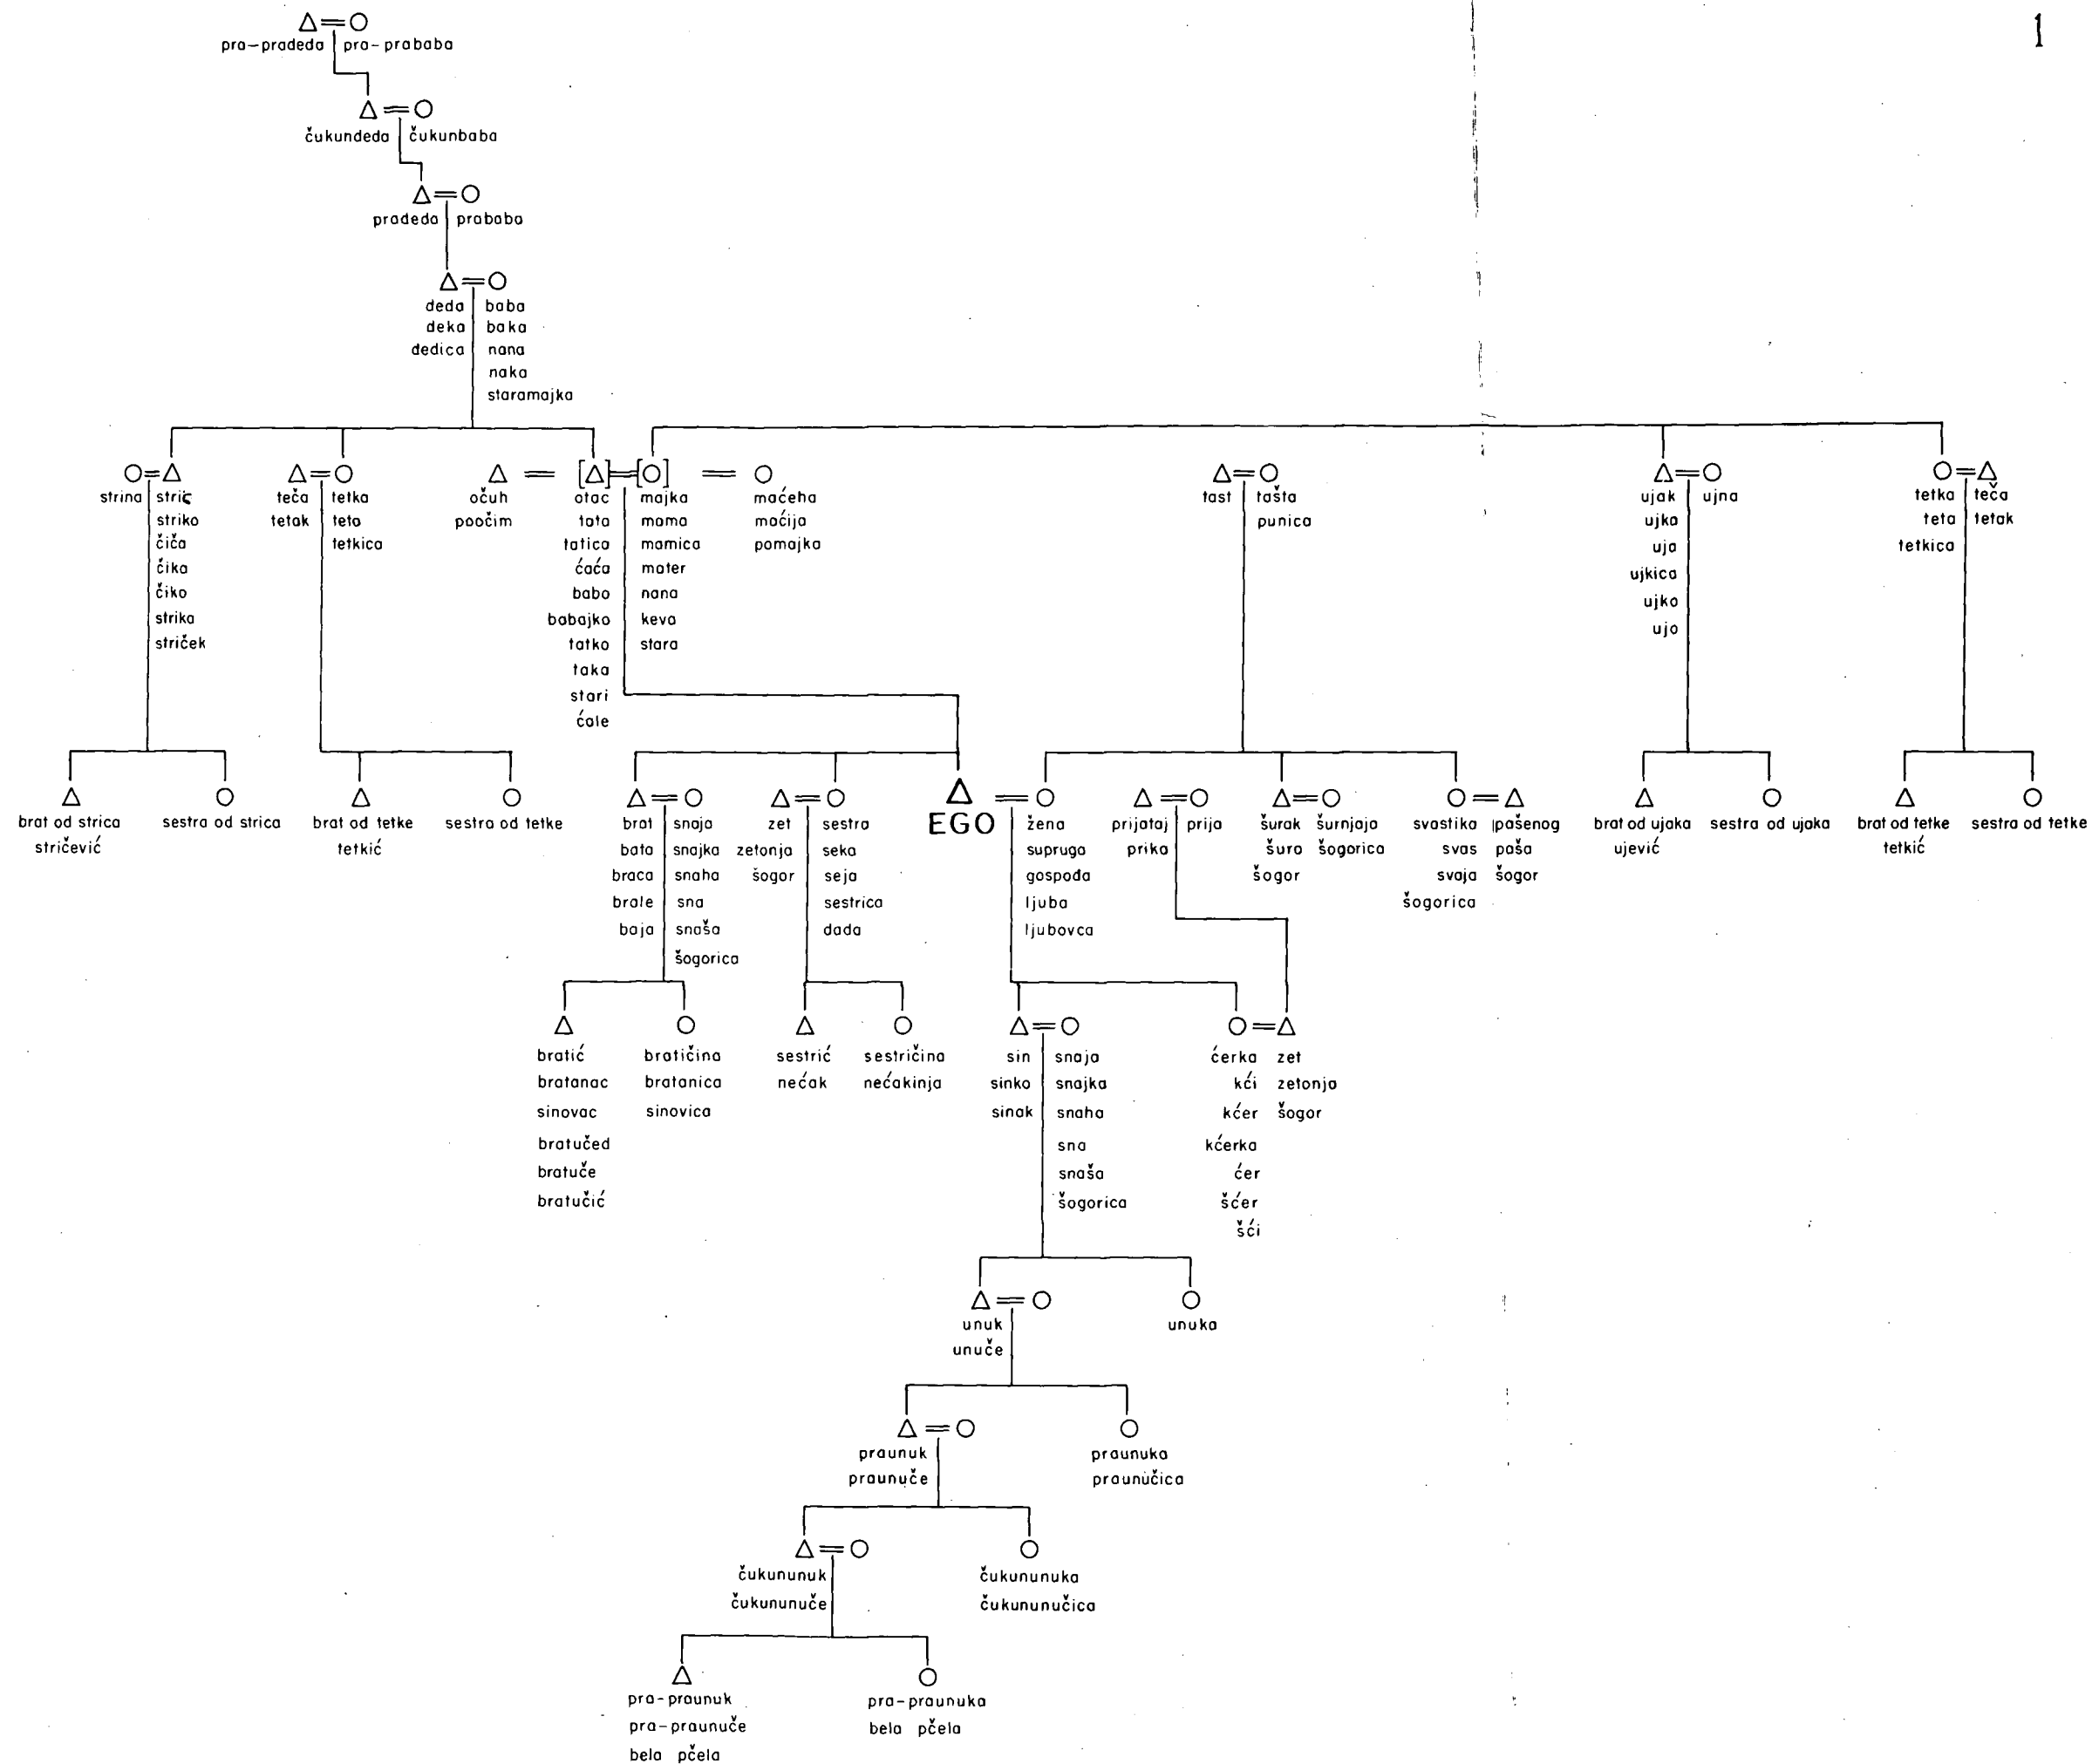 1
pra-pradeda pra-prababa
čukundeda čukunbaba
pradeda prababa
deda baba
deka baka
dedica nana
naka
staramajka
strina stric teča tetka očuh otac majka maćeha tast tašta ujak ujna tetka teča
striko tetak teta poočim tata mama maćija punica ujka teta tetak
čiča tetkica tatica mamica pomajka uja tetkica
čika ćaća mater ujkica
čiko babo nana ujko
strika babajko keva ujo
striček tatko stara
taka
stari
ćale
brat od strica sestra od strica brat od tetke sestra od tetke brat snaja zet sestra EGO žena prijataj prija šurak šurnjaja svastika pašenog brat od ujaka sestra od ujaka brat od tetke sestra od tetke
stričević tetkić bata snajka zetonja seka supruga priko šuro šogorica svas paša ujević tetkić
braca snaha šogor seja gospođa šogor svaja šogor
brale sna sestrica ljuba šogorica
baja snaša dada ljubovca
šogorica
bratić bratičina sestrić sestričina sin snaja ćerka zet
bratanac bratanica nećak nećakinja sinko snajka kći zetonja
sinovac sinovica sinak snaha kćer šogor
bratučed sna kćerka
bratuče snaša ćer
bratučić šogorica šćer
šći
unuk unuka
unuče
praunuk praunuka
praunuče praunučica
čukununuk čukununuka
čukununuče čukununučica
pra-praunuk pra-praunuka
pra-praunuče bela pčela
bela pčela